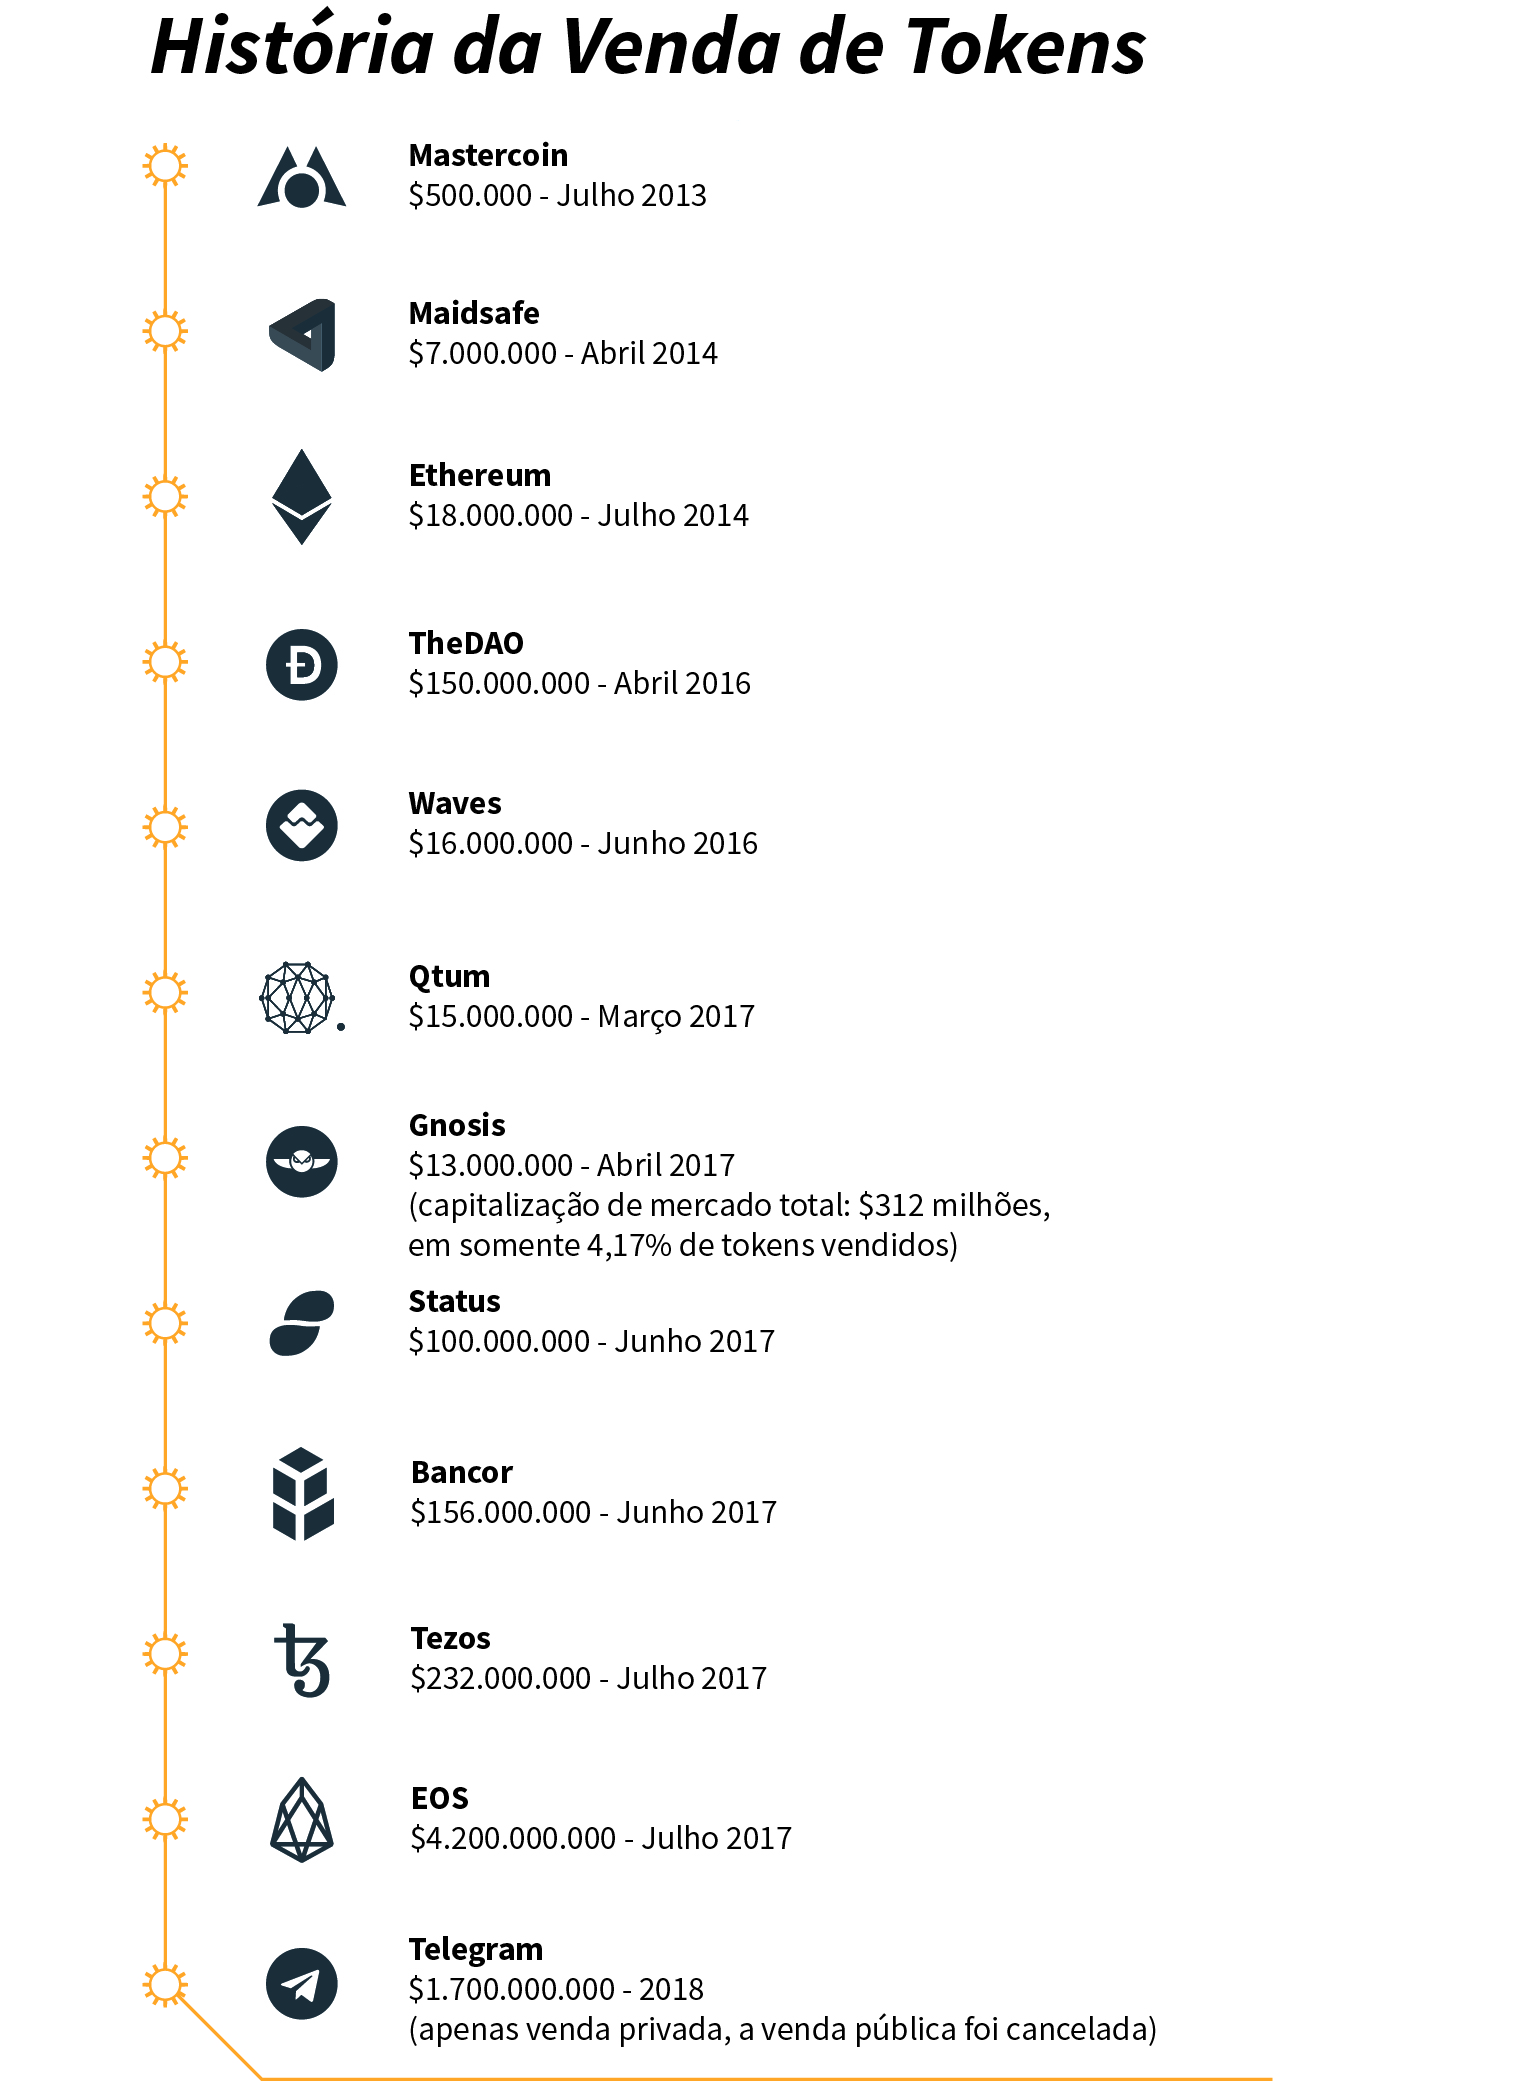 História da Venda de Tokens
Mastercoin
$500.000 - Julho 2013
Maidsafe
$7.000.000 - Abril 2014
Ethereum
$18.000.000 - Julho 2014
TheDAO
$150.000.000 - Abril 2016
Waves
$16.000.000 - Junho 2016
Qtum
$15.000.000 - Março 2017
Gnosis
$13.000.000 - Abril 2017
(capitalização de mercado total: $312 milhões,
em somente 4,17% de tokens vendidos)
Status
$100.000.000 - Junho 2017
Bancor
$156.000.000 - Junho 2017
Tezos
$232.000.000 - Julho 2017
EOS
$4.200.000.000 - Julho 2017
Telegram
$1.700.000.000 - 2018
(apenas venda privada, a venda pública foi cancelada)